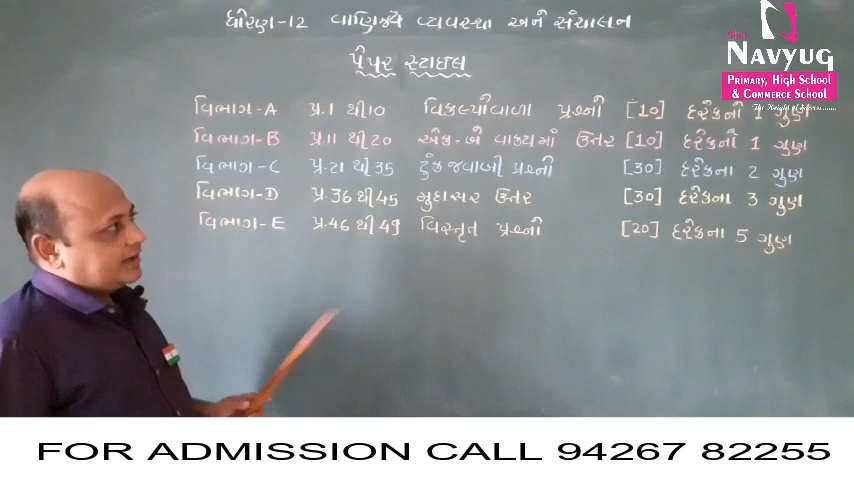 ધોરણ-12 વાણિજ્ય વ્યવસ્થા અને સંચાલન
પેપર સ્ટાઇલ
વિભાગ-A પ્ર.1 થી 10 વિકલ્પોવાળા પ્રશ્નો [10] દરેકનો 1 ગુણ
વિભાગ-B પ્ર.11 થી 20 એક-બે વાક્યમાં ઉત્તર [10] દરેકનો 1 ગુણ
વિભાગ-C પ્ર.21 થી 35 ટુંક જવાબી પ્રશ્નો [30] દરેકના 2 ગુણ
વિભાગ-D પ્ર.36 થી 45 મુદ્દાસર ઉત્તર [30] દરેકના 3 ગુણ
વિભાગ-E પ્ર.46 થી 49 વિસ્તૃત પ્રશ્નો [20] દરેકના 5 ગુણ
NAVYUG
PRIMARY, HIGH SCHOOL
& COMMERCE SCHOOL
FOR ADMISSION CALL 94267 82255